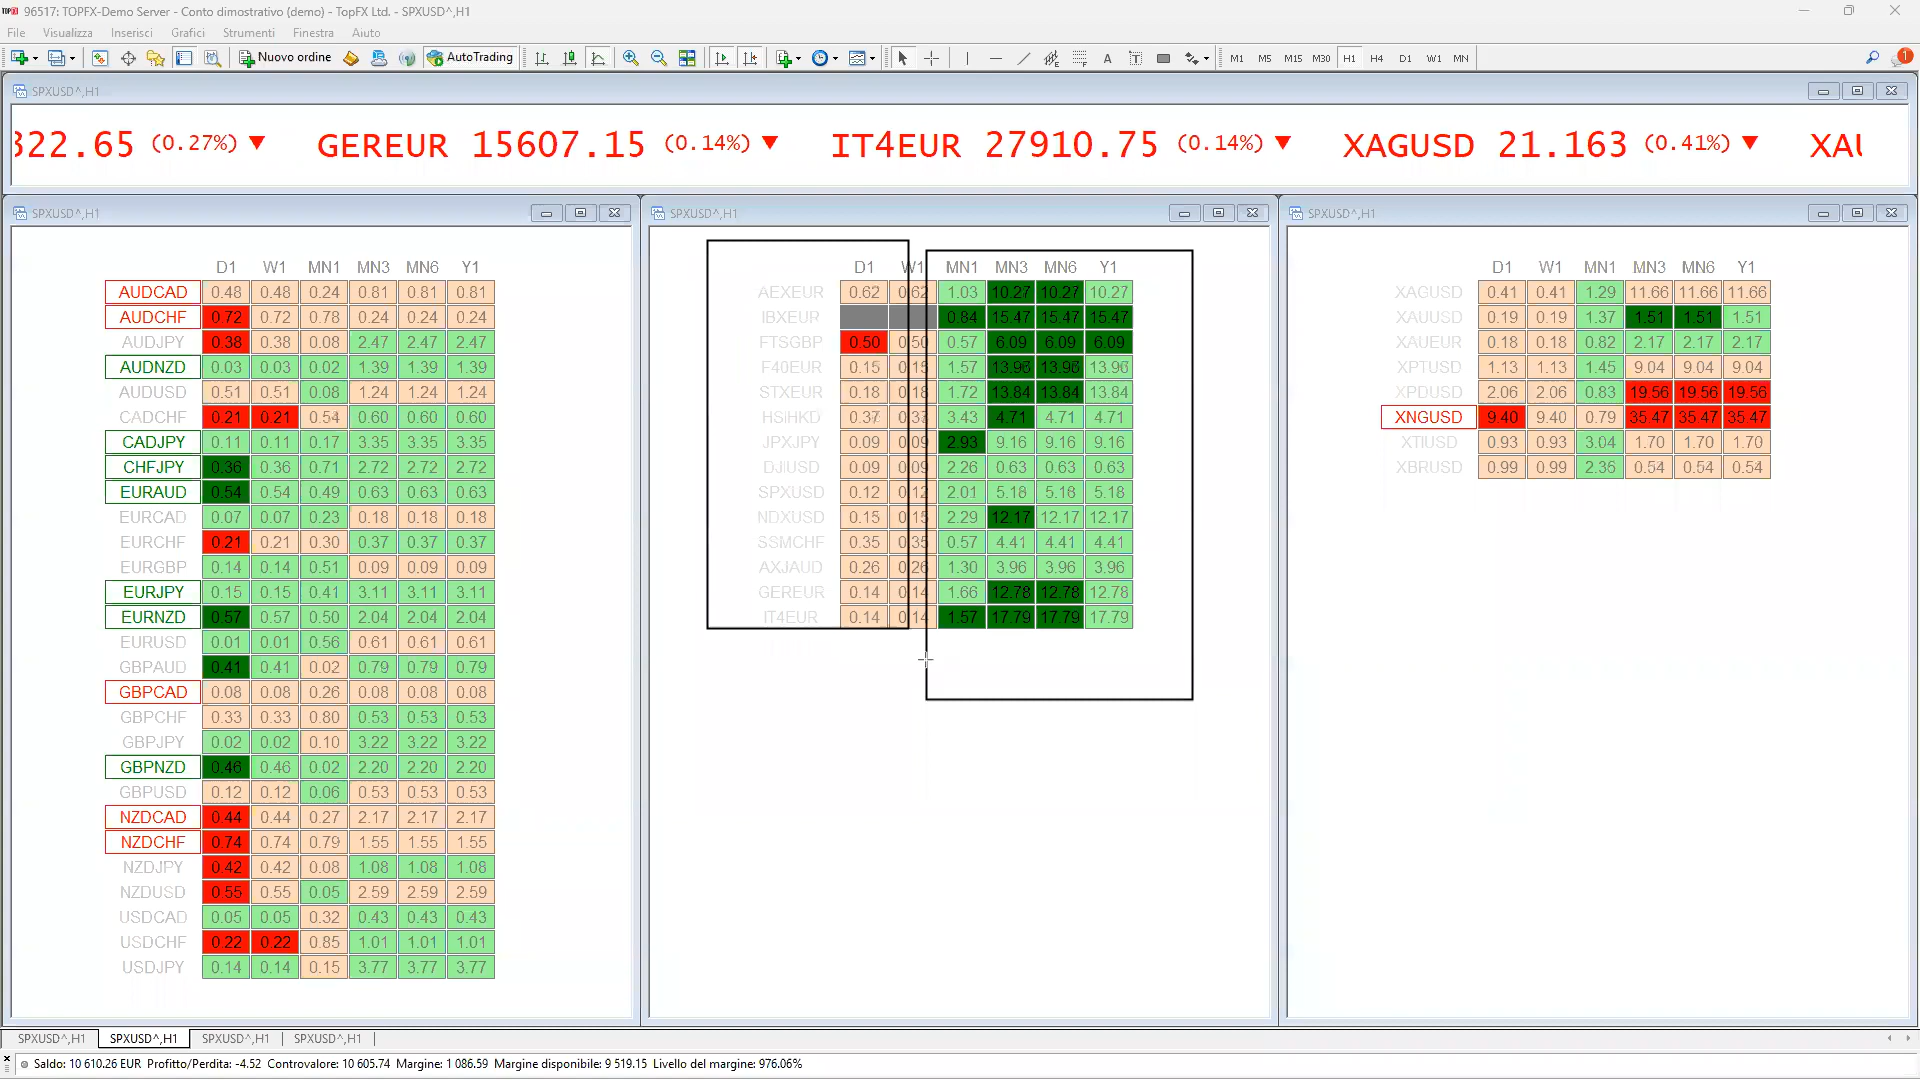 96517: TOPFX-Demo Server - Conto dimostrativo (demo) - TopFX Ltd. - SPXUSD^,H1
File Visualizza Inserisci Grafici Strumenti Finestra Aiuto
Nuovo ordine AutoTrading A T M1 M5 M15 M30 H1 H4 D1 W1 MN 1
SPXUSD^,H1
322.65 (0.27%) ▼ GEREUR 15607.15 (0.14%) ▼ IT4EUR 27910.75 (0.14%) ▼ XAGUSD 21.163 (0.41%) ▼ XAU
SPXUSD^,H1
D1 W1 MN1 MN3 MN6 Y1
AUDCAD 0.48 0.48 0.24 0.81 0.81 0.81
AUDCHF 0.72 0.72 0.78 0.24 0.24 0.24
AUDJPY 0.38 0.38 0.08 2.47 2.47 2.47
AUDNZD 0.03 0.03 0.02 1.39 1.39 1.39
AUDUSD 0.51 0.51 0.08 1.24 1.24 1.24
CADCHF 0.21 0.21 0.54 0.60 0.60 0.60
CADJPY 0.11 0.11 0.17 3.35 3.35 3.35
CHFJPY 0.36 0.36 0.71 2.72 2.72 2.72
EURAUD 0.54 0.54 0.49 0.63 0.63 0.63
EURCAD 0.07 0.07 0.23 0.18 0.18 0.18
EURCHF 0.21 0.21 0.30 0.37 0.37 0.37
EURGBP 0.14 0.14 0.51 0.09 0.09 0.09
EURJPY 0.15 0.15 0.41 3.11 3.11 3.11
EURNZD 0.57 0.57 0.50 2.04 2.04 2.04
EURUSD 0.01 0.01 0.56 0.61 0.61 0.61
GBPAUD 0.41 0.41 0.02 0.79 0.79 0.79
GBPCAD 0.08 0.08 0.26 0.08 0.08 0.08
GBPCHF 0.33 0.33 0.80 0.53 0.53 0.53
GBPJPY 0.02 0.02 0.10 3.22 3.22 3.22
GBPNZD 0.46 0.46 0.02 2.20 2.20 2.20
GBPUSD 0.12 0.12 0.06 0.53 0.53 0.53
NZDCAD 0.44 0.44 0.27 2.17 2.17 2.17
NZDCHF 0.74 0.74 0.79 1.55 1.55 1.55
NZDJPY 0.42 0.42 0.08 1.08 1.08 1.08
NZDUSD 0.55 0.55 0.05 2.59 2.59 2.59
USDCAD 0.05 0.05 0.32 0.43 0.43 0.43
USDCHF 0.22 0.22 0.85 1.01 1.01 1.01
USDJPY 0.14 0.14 0.15 3.77 3.77 3.77
SPXUSD^,H1
D1 W1 MN1 MN3 MN6 Y1
AEXEUR 0.62 0.62 1.03 10.27 10.27 10.27
IBXEUR 0.84 15.47 15.47 15.47
FTSGBP 0.50 0.50 0.57 6.09 6.09 6.09
F40EUR 0.15 0.15 1.57 13.96 13.96 13.96
STXEUR 0.18 0.18 1.72 13.84 13.84 13.84
HSIHKD 0.37 0.37 3.43 4.71 4.71 4.71
JPXJPY 0.09 0.09 2.93 9.16 9.16 9.16
DJIUSD 0.09 0.09 2.26 0.63 0.63 0.63
SPXUSD 0.12 0.12 2.01 5.18 5.18 5.18
NDXUSD 0.15 0.15 2.29 12.17 12.17 12.17
SSMCHF 0.35 0.35 0.57 4.41 4.41 4.41
AXJAUD 0.26 0.26 1.30 3.96 3.96 3.96
GEREUR 0.14 0.14 1.66 12.78 12.78 12.78
IT4EUR 0.14 0.14 1.57 17.79 17.79 17.79
SPXUSD^,H1
D1 W1 MN1 MN3 MN6 Y1
XAGUSD 0.41 0.41 1.29 11.66 11.66 11.66
XAUUSD 0.19 0.19 1.37 1.51 1.51 1.51
XAUEUR 0.18 0.18 0.82 2.17 2.17 2.17
XPTUSD 1.13 1.13 1.45 9.04 9.04 9.04
XPDUSD 2.06 2.06 0.83 19.56 19.56 19.56
XNGUSD 9.40 9.40 0.79 35.47 35.47 35.47
XTIUSD 0.93 0.93 3.04 1.70 1.70 1.70
XBRUSD 0.99 0.99 2.36 0.54 0.54 0.54
SPXUSD^,H1 SPXUSD^,H1 SPXUSD^,H1 SPXUSD^,H1
Saldo: 10 610.26 EUR Profitto/Perdita: -4.52 Controvalore: 10 605.74 Margine: 1 086.59 Margine disponibile: 9 519.15 Livello del margine: 976.06%